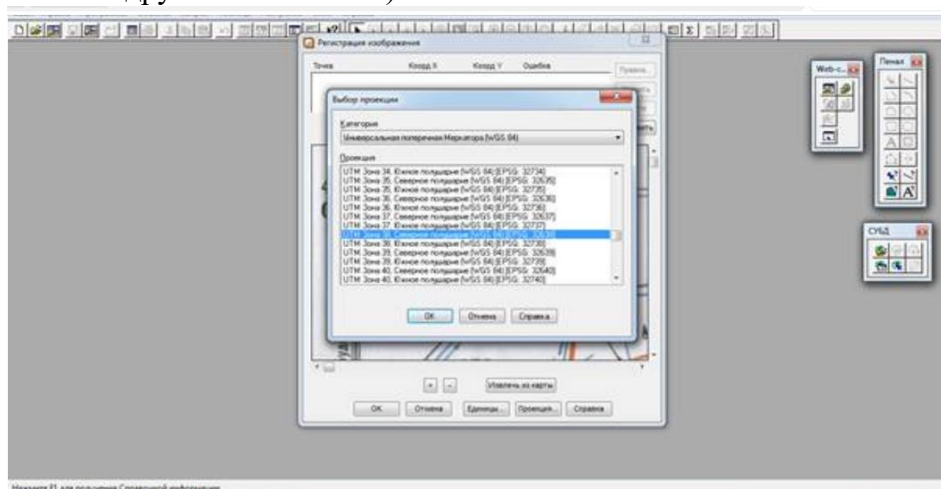 Регистрация изображения
Точка Коорд. X Коорд. Y Ошибка
Выбор проекции
Категория
Универсальная поперечная Меркатора (WGS 84)
Проекция
UTM Зона 34, Южное полушарие (WGS 84) [EPSG: 32734]
UTM Зона 35, Северное полушарие (WGS 84) [EPSG: 32635]
UTM Зона 35, Южное полушарие (WGS 84) [EPSG: 32735]
UTM Зона 36, Северное полушарие (WGS 84) [EPSG: 32636]
UTM Зона 36, Южное полушарие (WGS 84) [EPSG: 32736]
UTM Зона 37, Северное полушарие (WGS 84) [EPSG: 32637]
UTM Зона 37, Южное полушарие (WGS 84) [EPSG: 32737]
UTM Зона 38, Северное полушарие (WGS 84) [EPSG: 32638]
UTM Зона 38, Южное полушарие (WGS 84) [EPSG: 32738]
UTM Зона 39, Северное полушарие (WGS 84) [EPSG: 32639]
UTM Зона 39, Южное полушарие (WGS 84) [EPSG: 32739]
UTM Зона 40, Северное полушарие (WGS 84) [EPSG: 32640]
UTM Зона 40, Южное полушарие (WGS 84) [EPSG: 32740]
ОК Отмена Справка
Извлечь из карты
ОК Отмена Единицы... Проекция... Справка
Web-с...
Пенал
СУБД
Нажмите F1 для получения Справочной информации